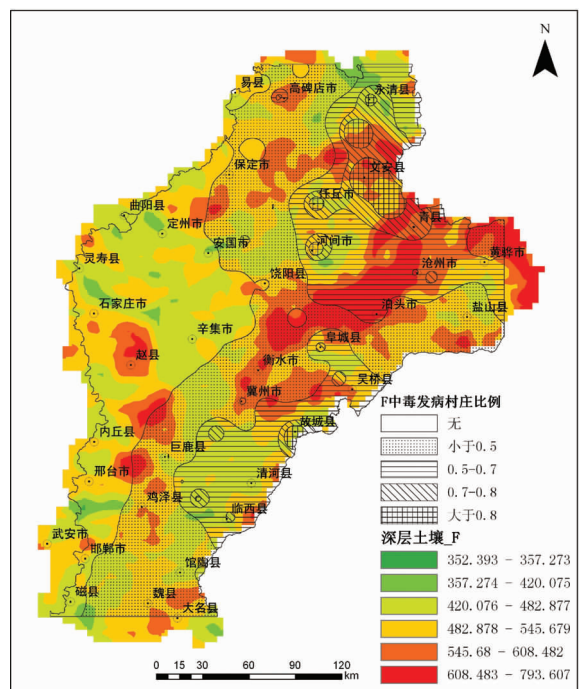 N
易县
高碑店市
永清县
保定市
文安县
任丘市
曲阳县
定州市
青县
安国市
河间市
黄骅市
灵寿县
沧州市
饶阳县
石家庄市
泊头市
盐山县
辛集市
阜城县
赵县
衡水市
吴桥县
冀州市
F中毒发病村庄比例
故城县
无
内丘县
巨鹿县
小于0.5
邢台市
清河县
0.5-0.7
鸡泽县
临西县
0.7-0.8
武安市
大于0.8
邯郸市
深层土壤_F
馆陶县
352.393 - 357.273
磁县
魏县
357.274 - 420.075
大名县
420.076 - 482.877
482.878 - 545.679
545.68 - 608.482
608.483 - 793.607
0 15 30 60 90 120
km